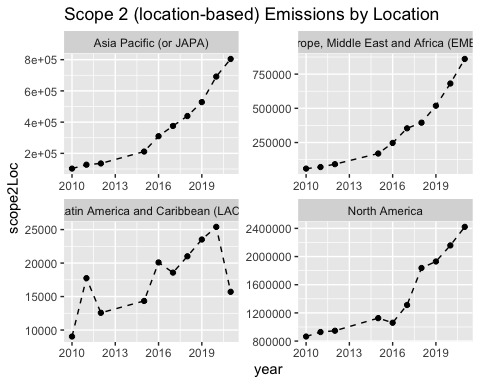 Scope 2 (location-based) Emissions by Location
Asia Pacific (or JAPA)
rope, Middle East and Africa (EME
8e+05
6e+05
4e+05
2e+05
750000
500000
250000
2010 2013 2016 2019
2010 2013 2016 2019
atin America and Caribbean (LAC
North America
25000
20000
15000
10000
2400000
2000000
1600000
1200000
800000
2010 2013 2016 2019
2010 2013 2016 2019
scope2Loc
year